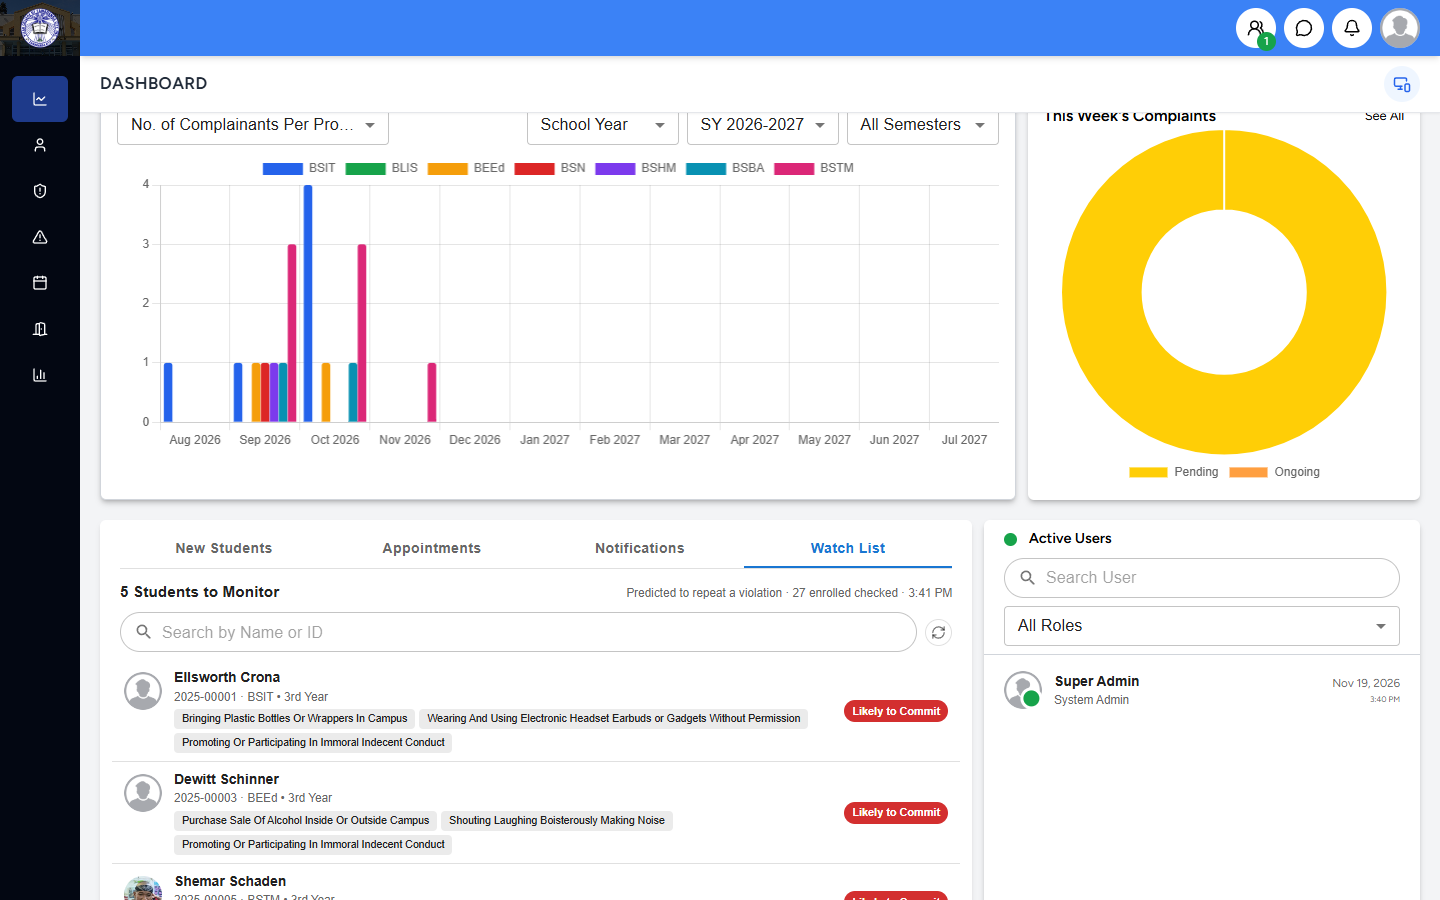 1
DASHBOARD
No. of Complainants Per Pro...
School Year
SY 2026-2027
All Semesters
BSIT
BLIS
BEEd
BSN
BSHM
BSBA
BSTM
4
3
2
1
0
Aug 2026
Sep 2026
Oct 2026
Nov 2026
Dec 2026
Jan 2027
Feb 2027
Mar 2027
Apr 2027
May 2027
Jun 2027
Jul 2027
This Week's Complaints
See All
Pending
Ongoing
New Students
Appointments
Notifications
Watch List
5 Students to Monitor
Predicted to repeat a violation · 27 enrolled checked · 3:41 PM
Search by Name or ID
Ellsworth Crona
2025-00001 · BSIT • 3rd Year
Bringing Plastic Bottles Or Wrappers In Campus
Wearing And Using Electronic Headset Earbuds or Gadgets Without Permission
Promoting Or Participating In Immoral Indecent Conduct
Likely to Commit
Dewitt Schinner
2025-00003 · BEEd • 3rd Year
Purchase Sale Of Alcohol Inside Or Outside Campus
Shouting Laughing Boisterously Making Noise
Promoting Or Participating In Immoral Indecent Conduct
Likely to Commit
Shemar Schaden
2025-00005 · BSTM • 3rd Year
Likely to Commit
Active Users
Search User
All Roles
Super Admin
System Admin
Nov 19, 2026
3:40 PM